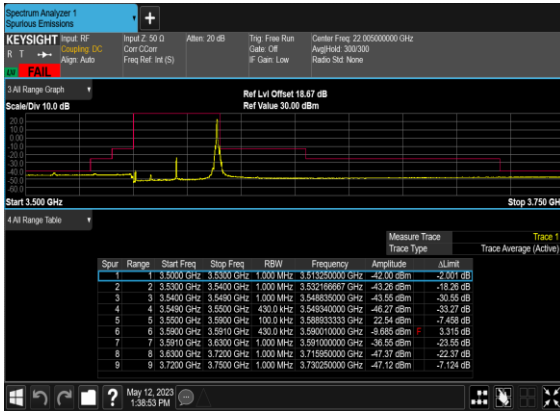 Spectrum Analyzer 1
Spurious Emissions
KEYSIGHT Input: RF Input Z: 50 Ω Atten: 20 dB Trig: Free Run Center Freq: 22.005000000 GHz
R T Coupling: DC Corr CCorr Gate: Off Avg|Hold: 300/300
Align: Auto Freq Ref: Int (S) IF Gain: Low Radio Std: None
LW FAIL
3 All Range Graph Ref Lvl Offset 18.67 dB
Scale/Div 10.0 dB Ref Value 30.00 dBm
20.0
10.0
0.00
-10.0
-20.0
-30.0
-40.0
-50.0
-60.0
Start 3.500 GHz Stop 3.750 GH
4 All Range Table
Measure Trace Trace 1
Trace Type Trace Average (Active)
Spur Range Start Freq Stop Freq RBW Frequency Amplitude ΔLimit
1 1 3.5000 GHz 3.5300 GHz 1.000 MHz 3.513250000 GHz -42.00 dBm -2.001 dB
2 2 3.5300 GHz 3.5400 GHz 1.000 MHz 3.532166667 GHz -43.26 dBm -18.26 dB
3 3 3.5400 GHz 3.5490 GHz 1.000 MHz 3.548835000 GHz -43.55 dBm -30.55 dB
4 4 3.5490 GHz 3.5500 GHz 430.0 kHz 3.549340000 GHz -46.27 dBm -33.27 dB
5 5 3.5500 GHz 3.5900 GHz 100.0 kHz 3.588933333 GHz 22.54 dBm -7.458 dB
6 6 3.5900 GHz 3.5910 GHz 430.0 kHz 3.590010000 GHz -9.685 dBm F 3.315 dB
7 7 3.5910 GHz 3.6300 GHz 1.000 MHz 3.591000000 GHz -36.55 dBm -23.55 dB
8 8 3.6300 GHz 3.7200 GHz 1.000 MHz 3.715950000 GHz -47.37 dBm -22.37 dB
9 9 3.7200 GHz 3.7500 GHz 1.000 MHz 3.730250000 GHz -47.12 dBm -7.124 dB
May 12, 2023
1:38:53 PM